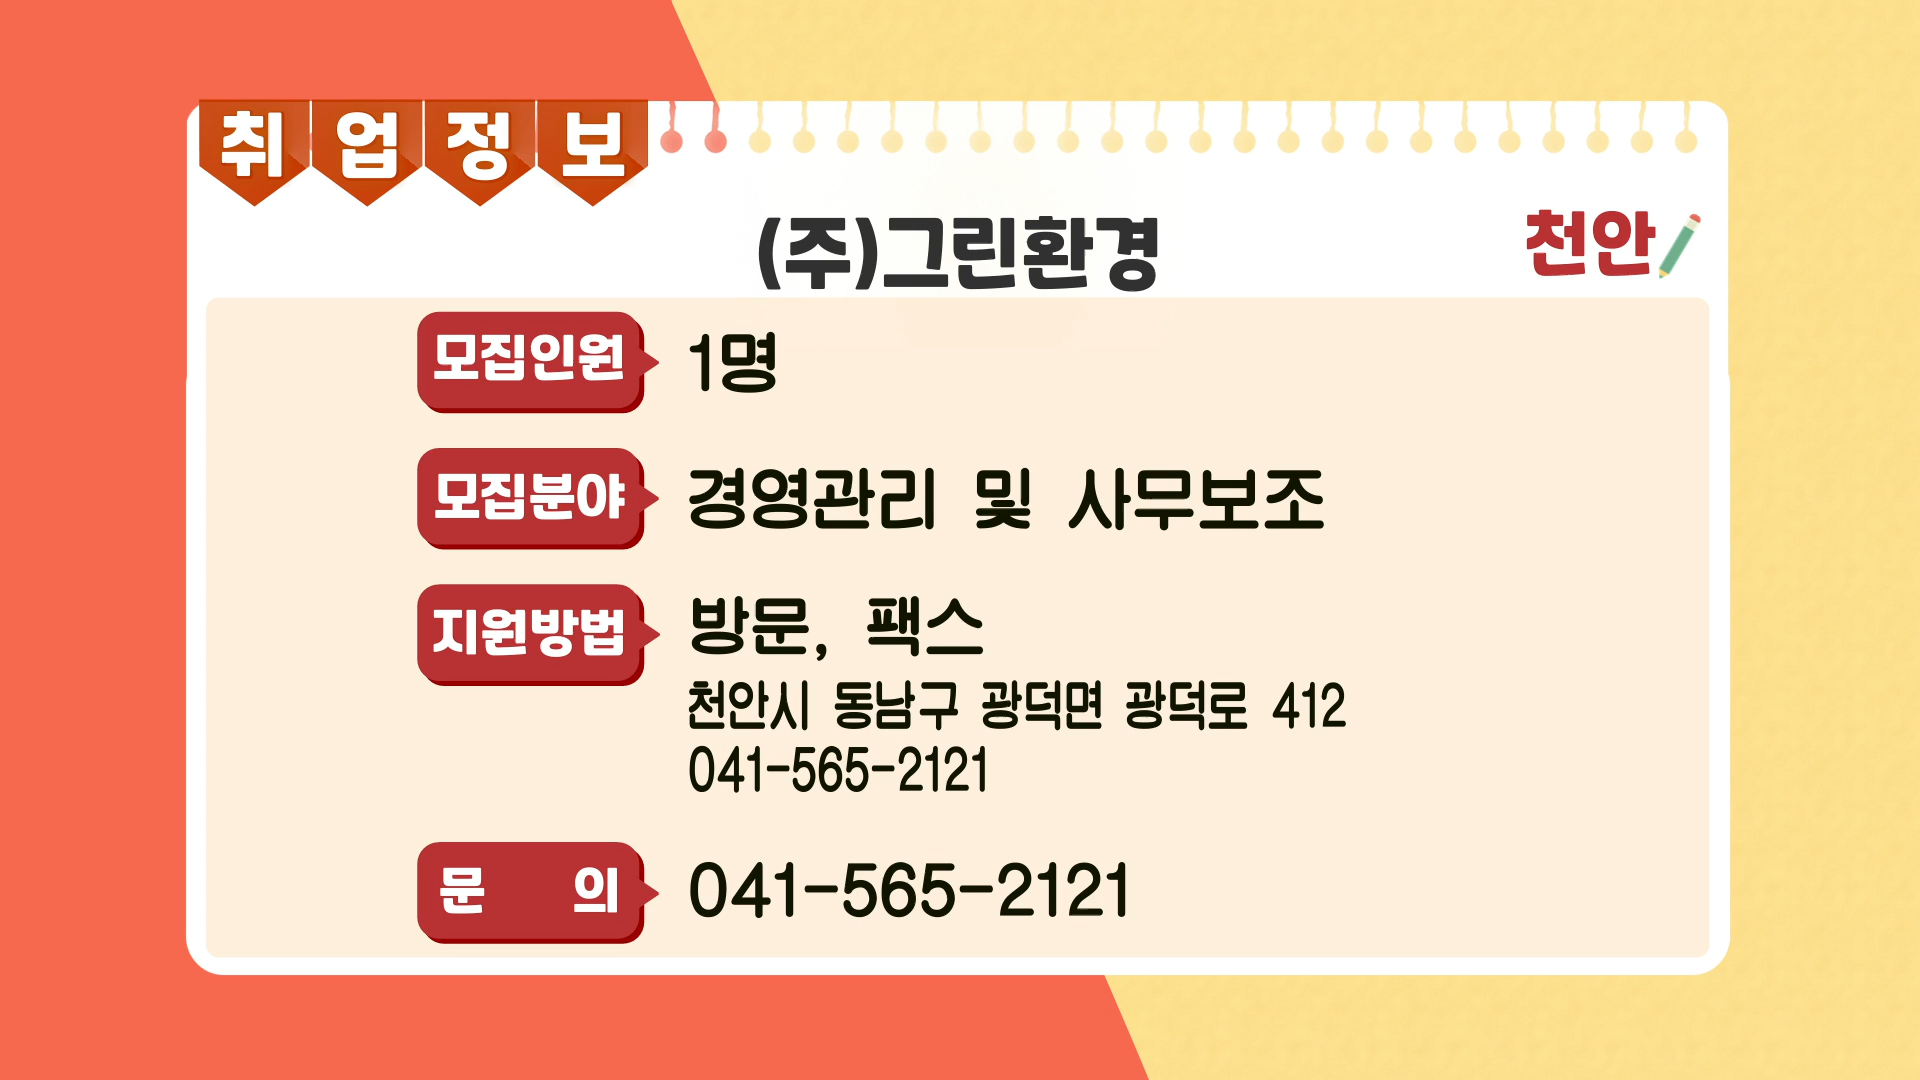 취업정보
(주)그린환경
천안
모집인원 1명
모집분야 경영관리 및 사무보조
지원방법 방문, 팩스
천안시 동남구 광덕면 광덕로 412
041-565-2121
문 의 041-565-2121